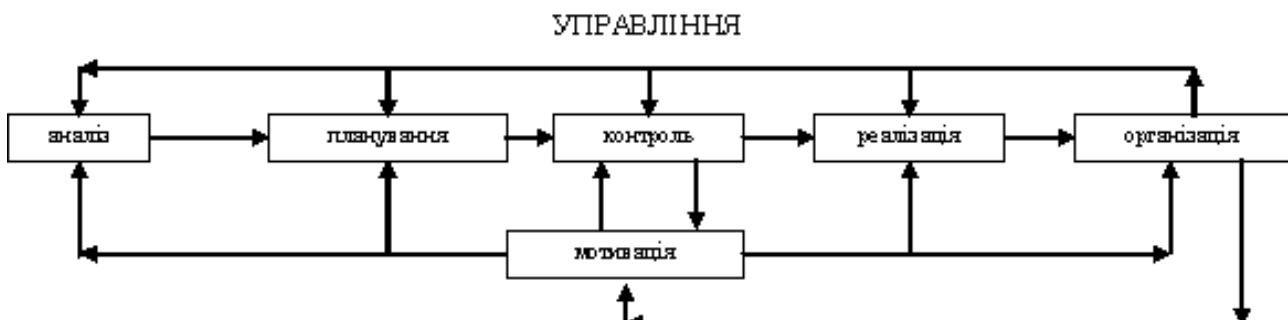 УПРАВЛІННЯ
аналіз
планування
контроль
реалізація
організація
мотивація